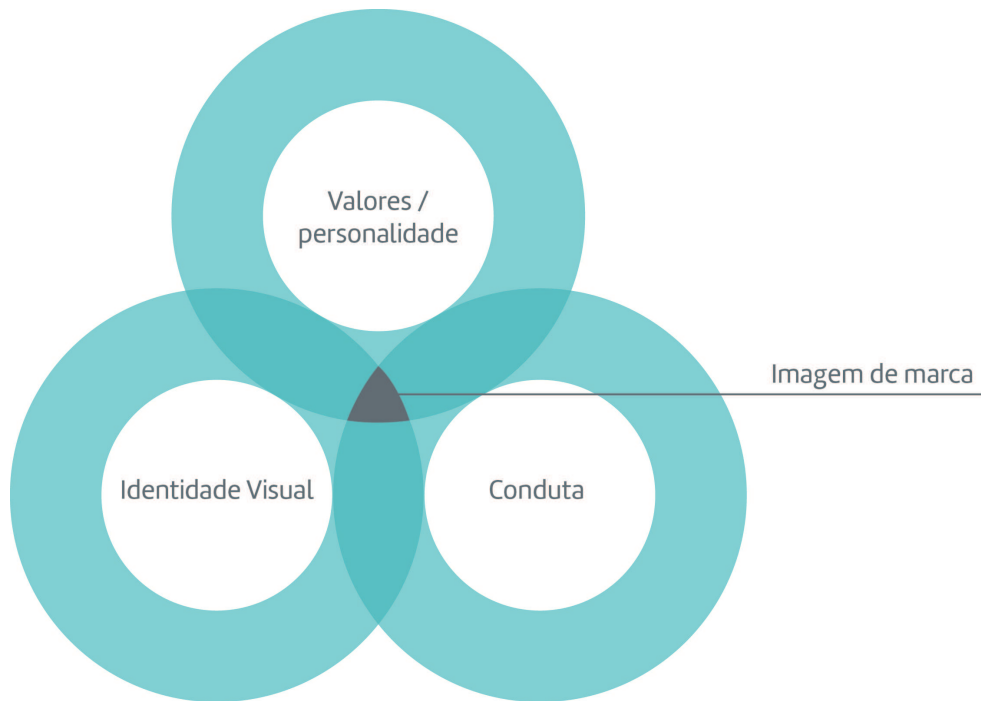 Valores /
personalidade
Imagem de marca
Identidade Visual
Conduta